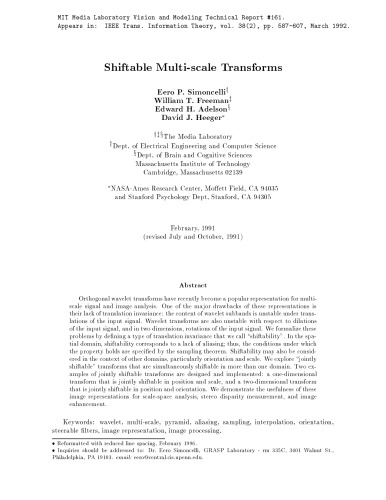 MIT Media Laboratory Vision and Modeling Technical Report #161.
Appears in: IEEE Trans. Information Theory, vol. 38(2), pp. 587-607, March 1992.
Shiftable Multi-scale Transforms
Eero P. Simoncelli†
William T. Freeman‡
Edward H. Adelson§
David J. Heeger*
†‡§The Media Laboratory
†Dept. of Electrical Engineering and Computer Science
§Dept. of Brain and Cognitive Sciences
Massachusetts Institute of Technology
Cambridge, Massachusetts 02139
*NASA-Ames Research Center, Moffett Field, CA 94035
and Stanford Psychology Dept, Stanford, CA 94305
February, 1991
(revised July and October, 1991)
Abstract
Orthogonal wavelet transforms have recently become a popular representation for multi-
scale signal and image analysis. One of the major drawbacks of these representations is
their lack of translation invariance: the content of wavelet subbands is unstable under trans-
lations of the input signal. Wavelet transforms are also unstable with respect to dilations
of the input signal, and in two dimensions, rotations of the input signal. We formalize these
problems by defining a type of translation invariance that we call "shiftability". In the spa-
tial domain, shiftability corresponds to a lack of aliasing; thus, the conditions under which
the property holds are specified by the sampling theorem. Shiftability may also be consid-
ered in the context of other domains, particularly orientation and scale. We explore "jointly
shiftable" transforms that are simultaneously shiftable in more than one domain. Two ex-
amples of jointly shiftable transforms are designed and implemented: a one-dimensional
transform that is jointly shiftable in position and scale, and a two-dimensional transform
that is jointly shiftable in position and orientation. We demonstrate the usefulness of these
image representations for scale-space analysis, stereo disparity measurement, and image
enhancement.
Keywords: wavelet, multi-scale, pyramid, aliasing, sampling, interpolation, orientation,
steerable filters, image representation, image processing.
• Reformatted with reduced line spacing, February 1996.
• Inquiries should be addressed to: Dr. Eero Simoncelli, GRASP Laboratory - rm 335C, 3401 Walnut St.,
Philadelphia, PA 19103. email: eero@central.cis.upenn.edu.